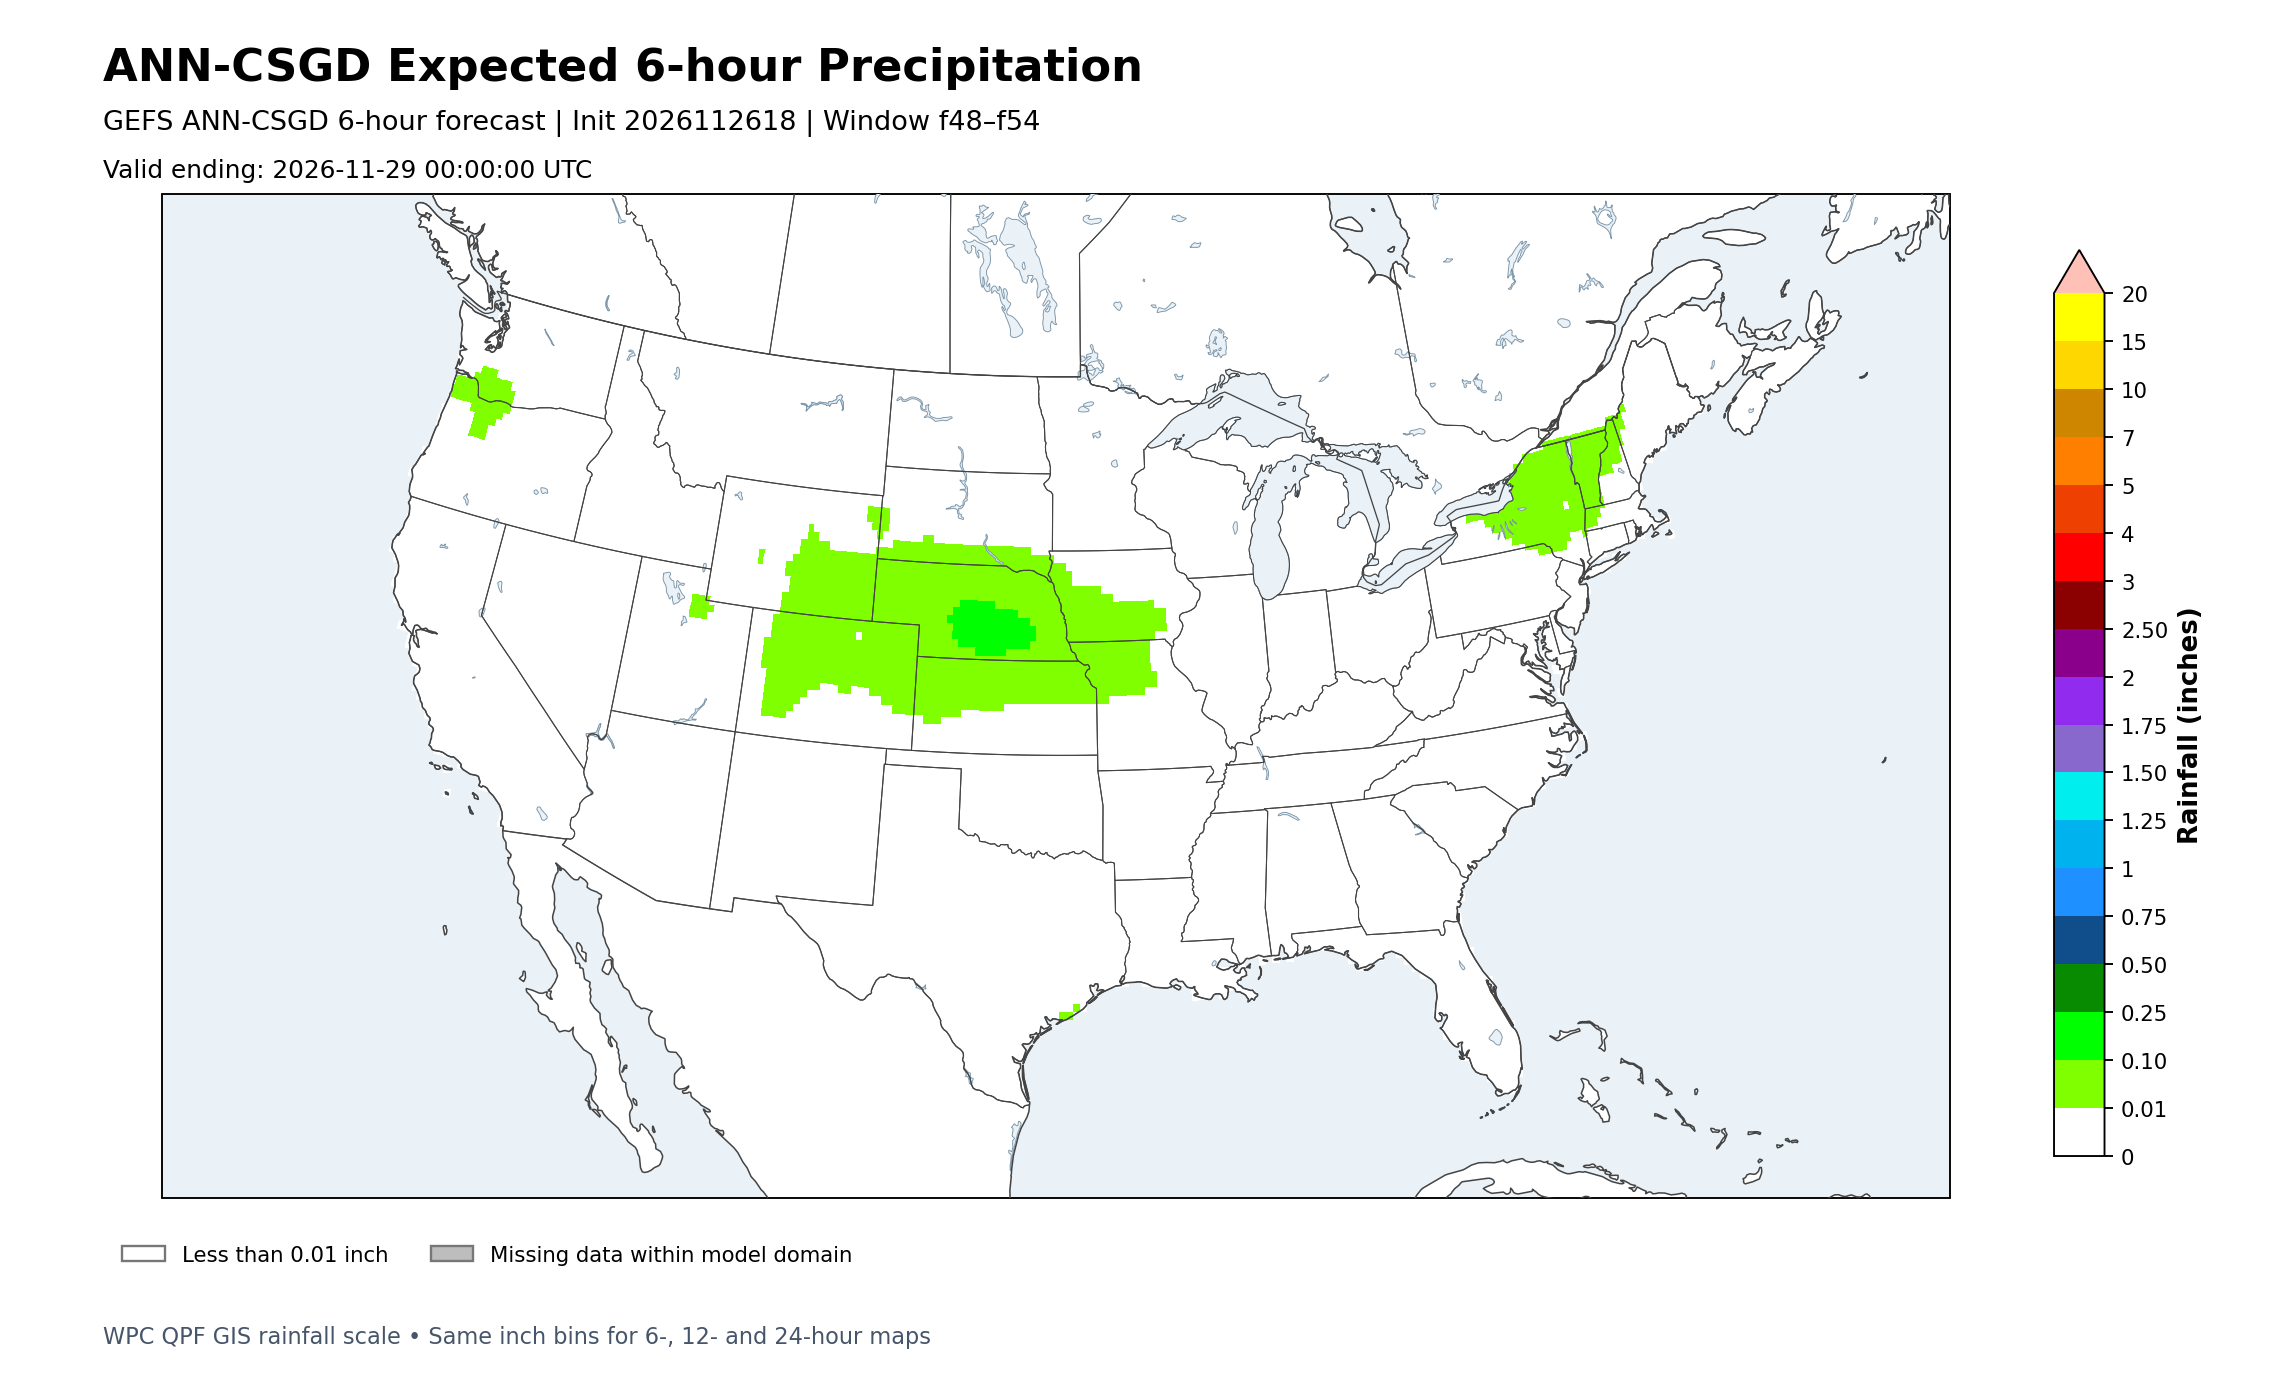 ANN-CSGD Expected 6-hour Precipitation
GEFS ANN-CSGD 6-hour forecast | Init 2026112618 | Window f48–f54
Valid ending: 2026-11-29 00:00:00 UTC
20
15
10
7
5
4
3
2.50
2
1.75
1.50
1.25
1
0.75
0.50
0.25
0.10
0.01
0
Rainfall (inches)
Less than 0.01 inch
Missing data within model domain
WPC QPF GIS rainfall scale • Same inch bins for 6-, 12- and 24-hour maps